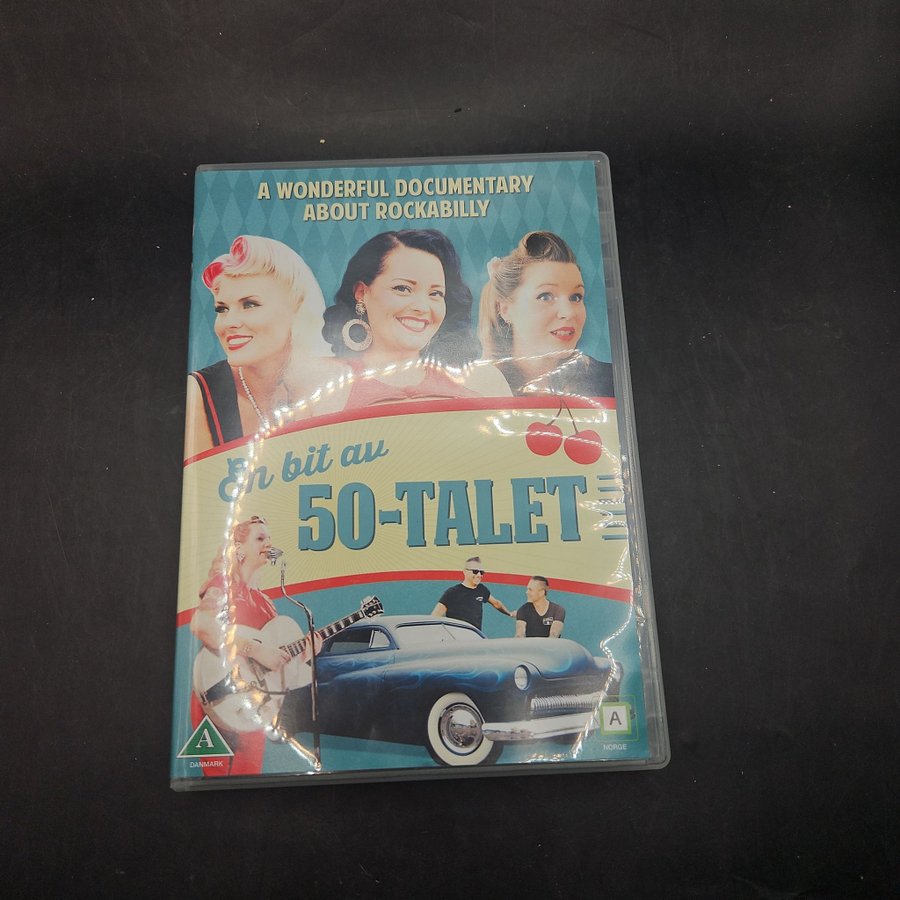 A WONDERFUL DOCUMENTARY
ABOUT ROCKABILLY
En bit av
50-TALET
A
DANMARK
A
NORGE